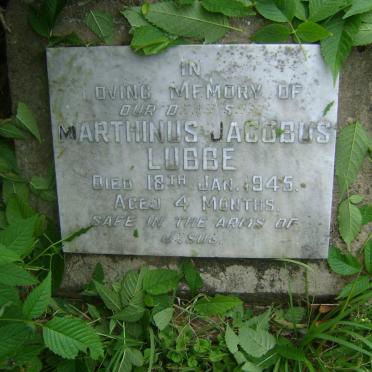 IN
LOVING MEMORY OF
OUR
MARTHINUS JACOBUS
LUBBE
DIED 18TH JAN. 1945.
AGED 4 MONTHS.
SAFE IN THE ARMS OF
JESUS.